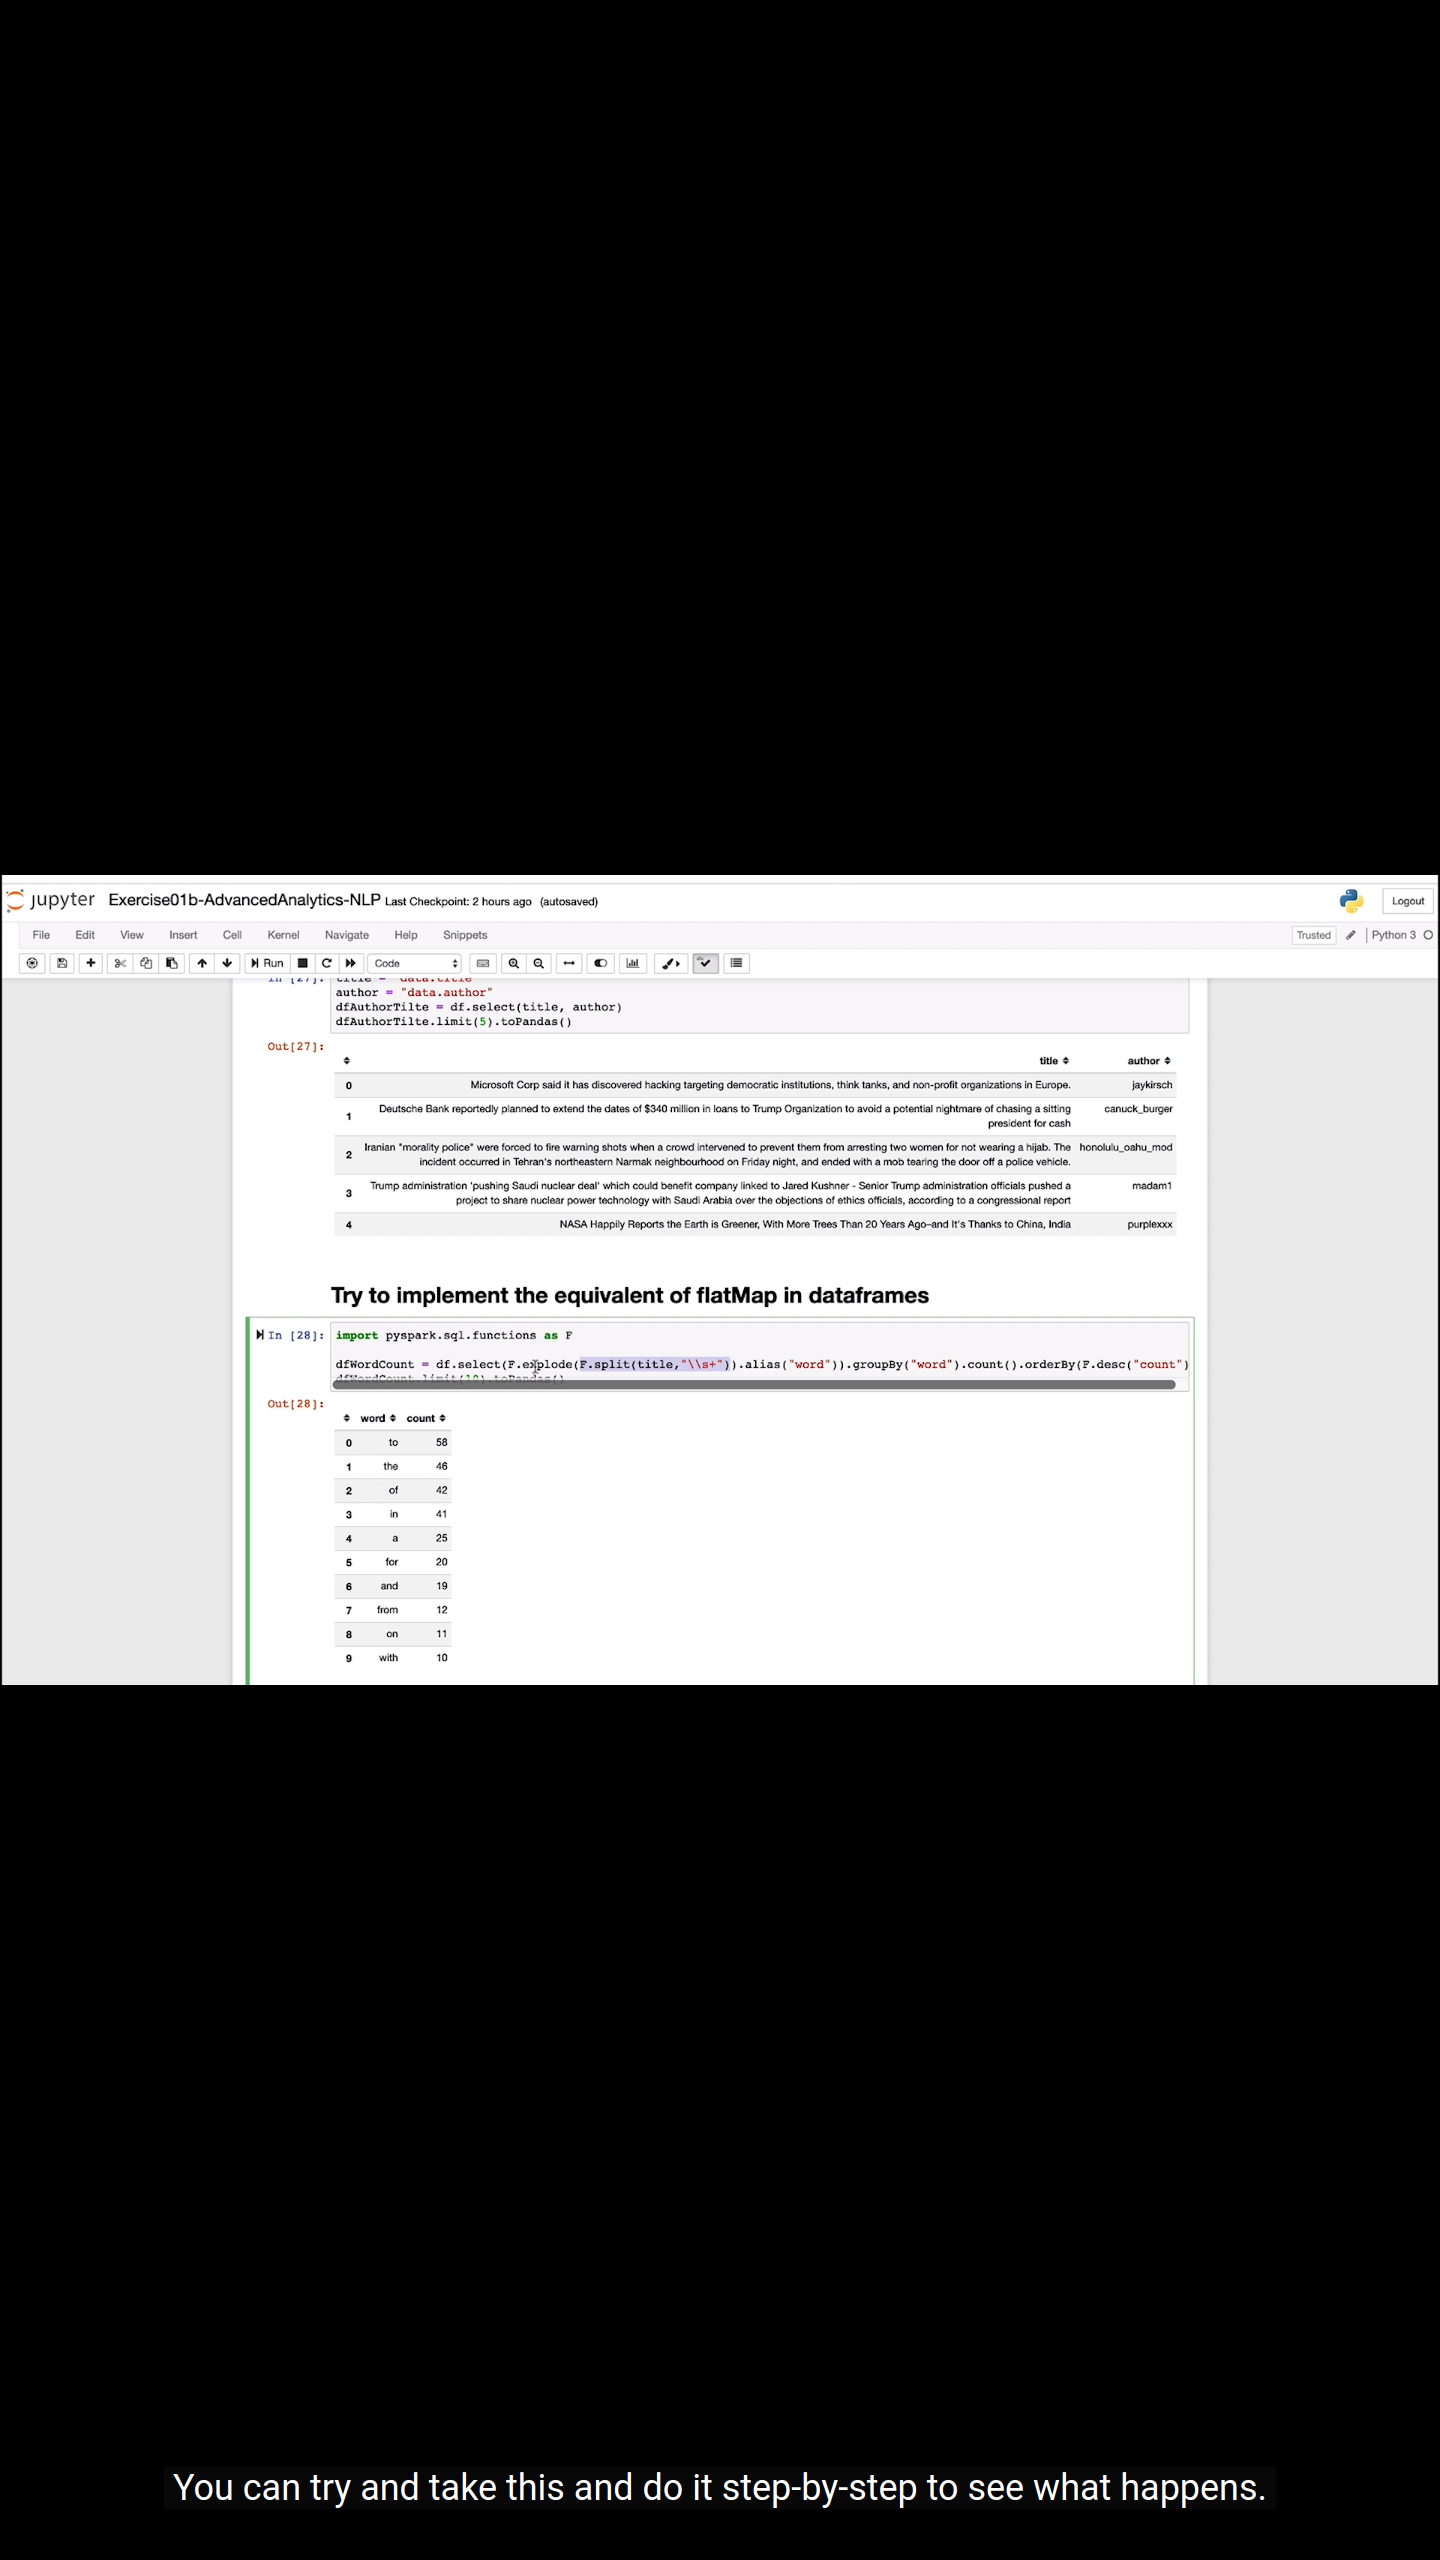 jupyter Exercise01b-AdvancedAnalytics-NLP Last Checkpoint: 2 hours ago (autosaved) Logout
File Edit View Insert Cell Kernel Navigate Help Snippets Trusted Python 3
Run Code
In [27]: title = "data.title"
author = "data.author"
dfAuthorTilte = df.select(title, author)
dfAuthorTilte.limit(5).toPandas()
Out[27]:
title author
0 Microsoft Corp said it has discovered hacking targeting democratic institutions, think tanks, and non-profit organizations in Europe. jaykirsch
1 Deutsche Bank reportedly planned to extend the dates of $340 million in loans to Trump Organization to avoid a potential nightmare of chasing a sitting canuck_burger
president for cash
2 Iranian "morality police" were forced to fire warning shots when a crowd intervened to prevent them from arresting two women for not wearing a hijab. The honolulu_oahu_mod
incident occurred in Tehran's northeastern Narmak neighbourhood on Friday night, and ended with a mob tearing the door off a police vehicle.
3 Trump administration 'pushing Saudi nuclear deal' which could benefit company linked to Jared Kushner - Senior Trump administration officials pushed a madam1
project to share nuclear power technology with Saudi Arabia over the objections of ethics officials, according to a congressional report
4 NASA Happily Reports the Earth is Greener, With More Trees Than 20 Years Ago–and It's Thanks to China, India purplexxx
Try to implement the equivalent of flatMap in dataframes
In [28]: import pyspark.sql.functions as F
dfWordCount = df.select(F.explode(F.split(title,"\\s+")).alias("word")).groupBy("word").count().orderBy(F.desc("count")
dfWordCount.limit(10).toPandas()
Out[28]:
word count
0 to 58
1 the 46
2 of 42
3 in 41
4 a 25
5 for 20
6 and 19
7 from 12
8 on 11
9 with 10
You can try and take this and do it step-by-step to see what happens.